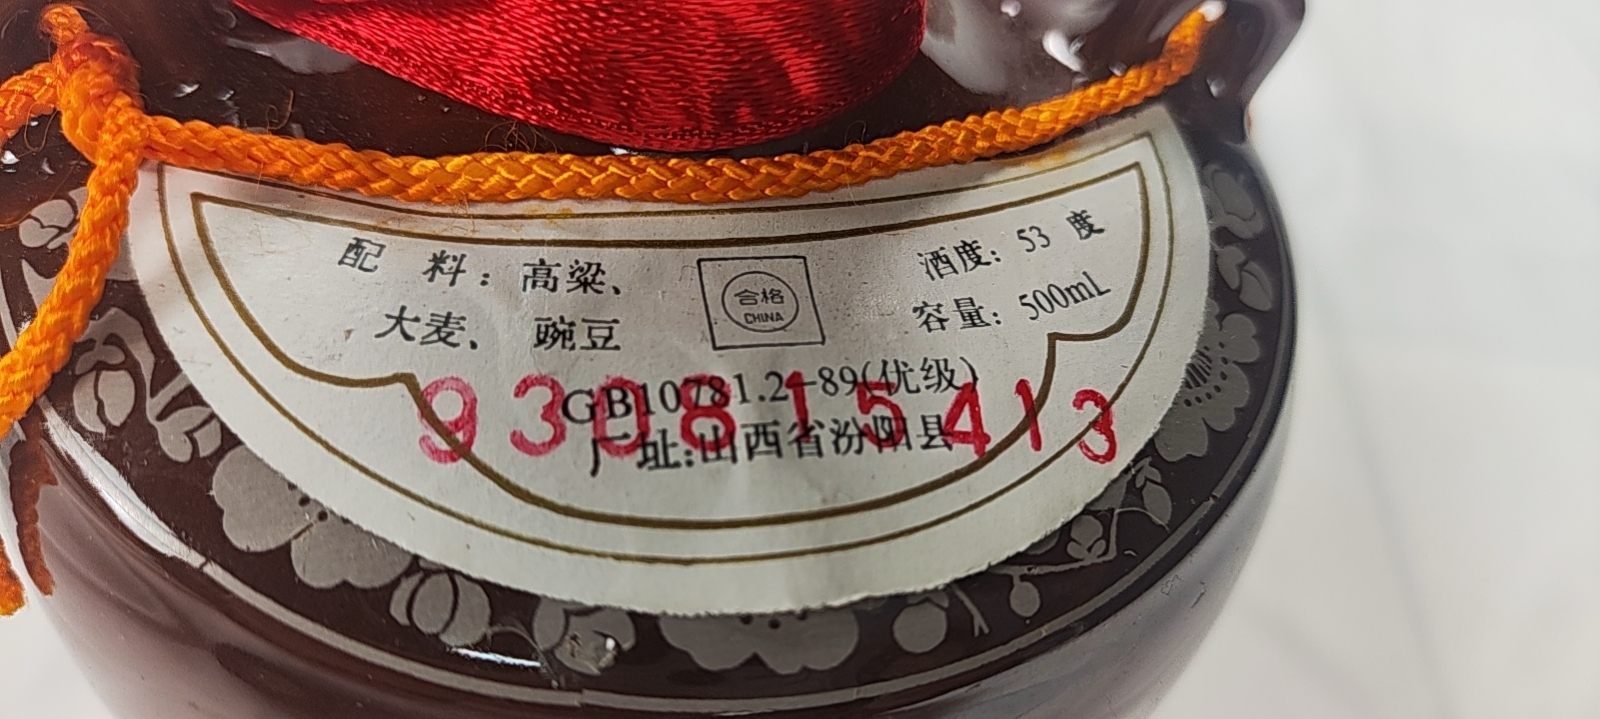 配 料：高粱、
大麦、 豌豆
合格
CHINA
酒度：53 度
容量：500mL
GB10781.2-89(优级)
930815413
厂址:山西省汾阳县